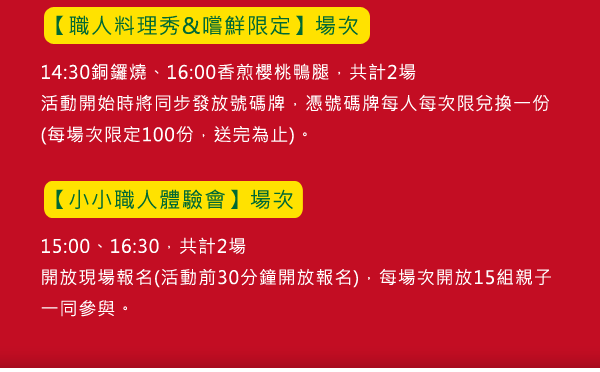 【職人料理秀&嚐鮮限定】場次
14:30銅鑼燒、16:00香煎櫻桃鴨腿，共計2場
活動開始時將同步發放號碼牌，憑號碼牌每人每次限兌換一份
(每場次限定100份，送完為止)。
【小小職人體驗會】場次
15:00、16:30，共計2場
開放現場報名(活動前30分鐘開放報名)，每場次開放15組親子
一同參與。